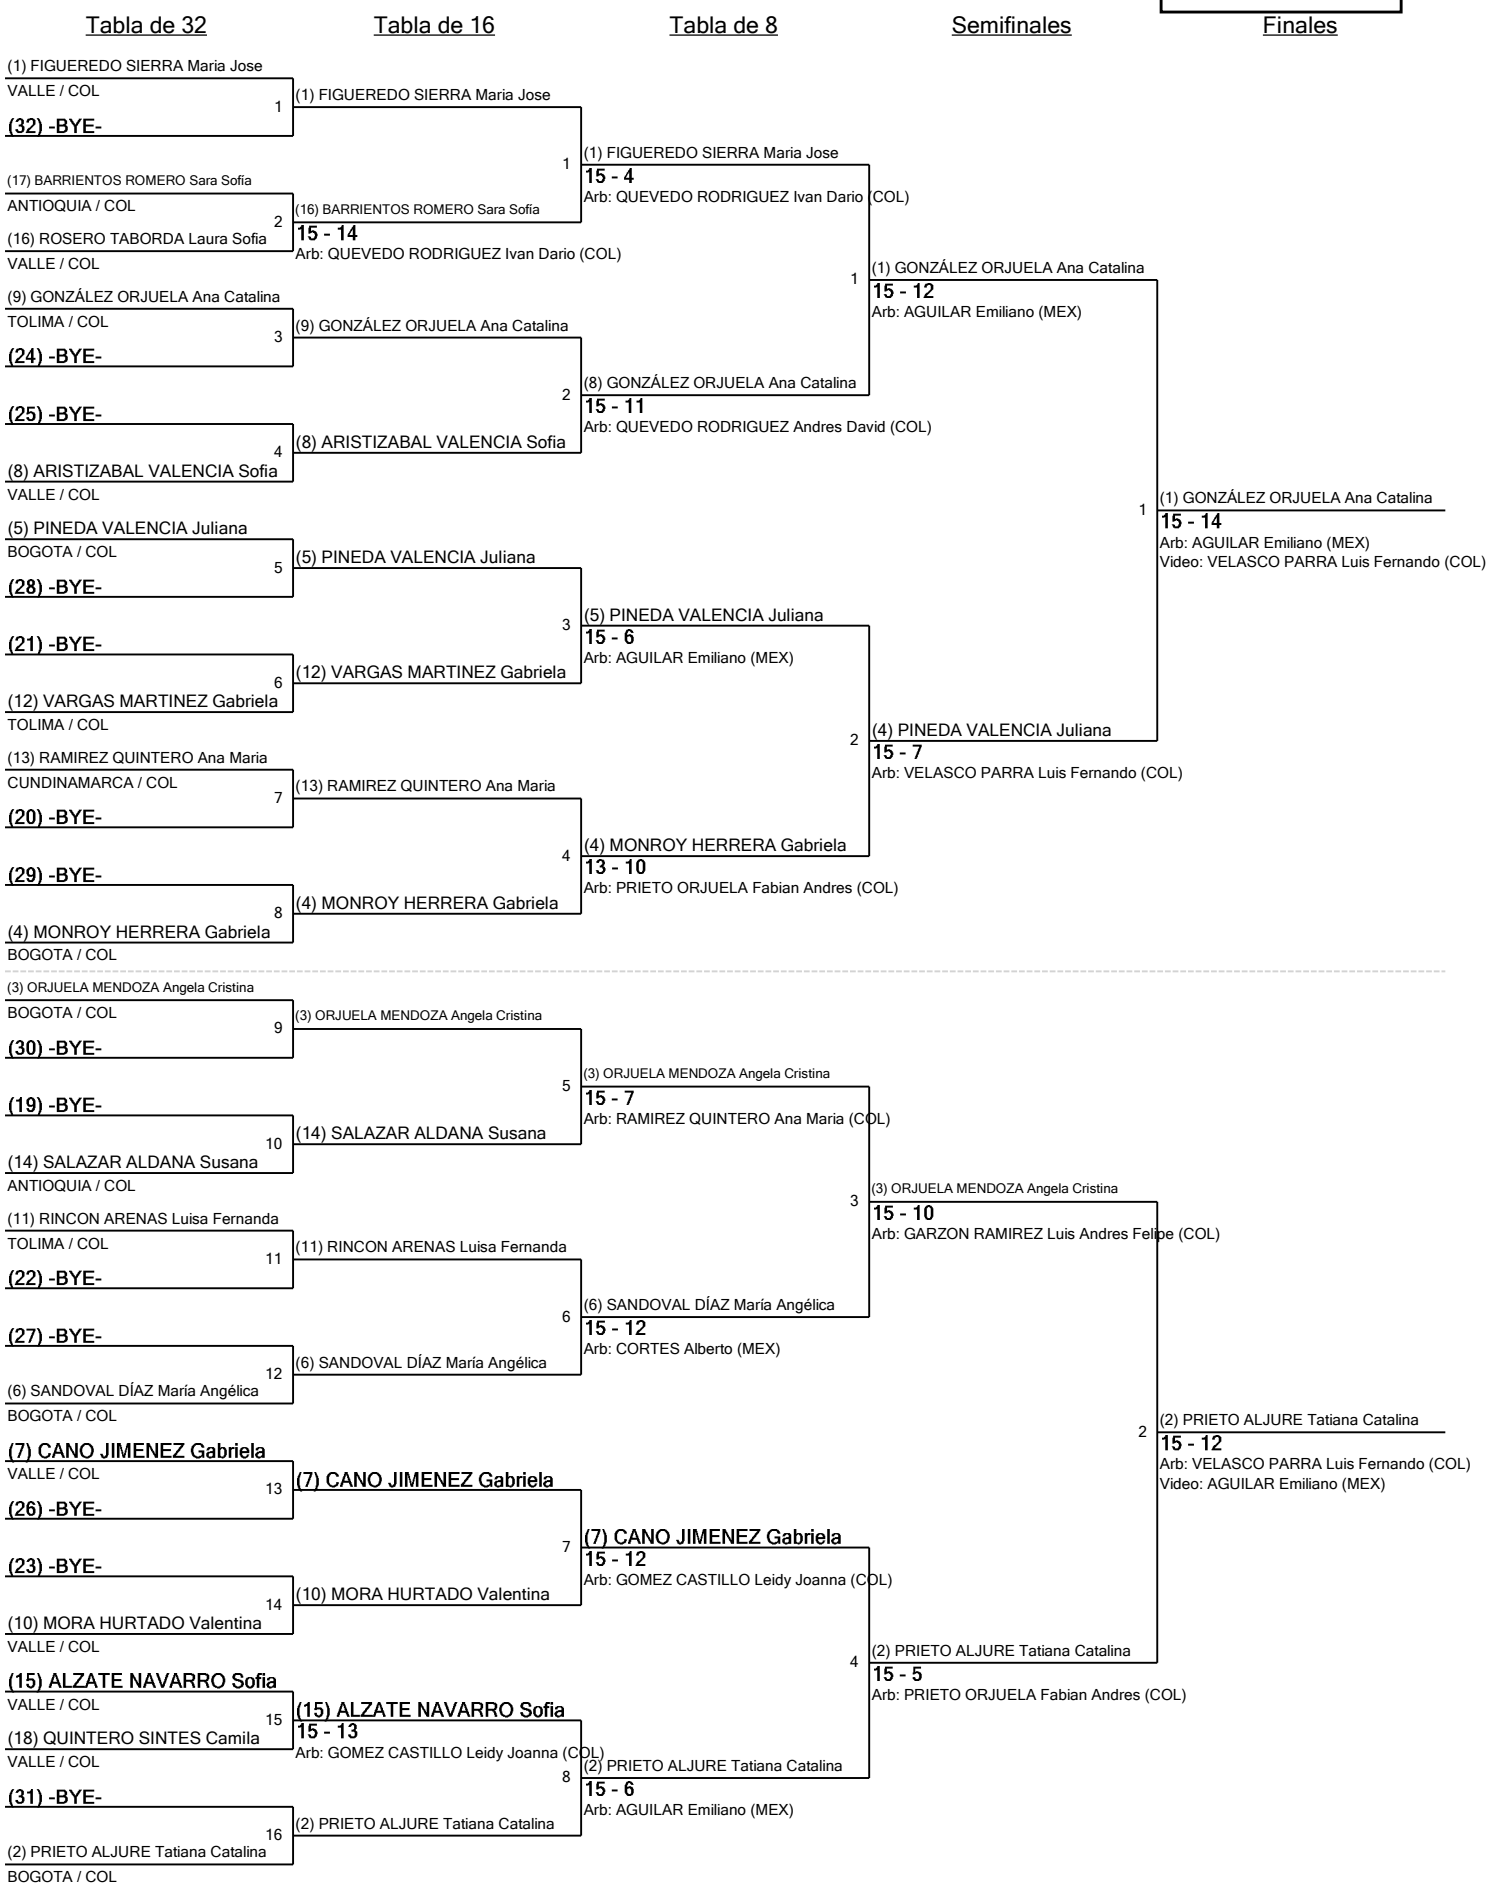 Tabla de 32
Tabla de 16
Tabla de 8
Semifinales
Finales
(1) FIGUEREDO SIERRA Maria Jose
VALLE / COL
1
(32) -BYE-
(17) BARRIENTOS ROMERO Sara Sofía
ANTIOQUIA / COL
2
(16) ROSERO TABORDA Laura Sofia
VALLE / COL
(9) GONZÁLEZ ORJUELA Ana Catalina
TOLIMA / COL
3
(24) -BYE-
(25) -BYE-
4
(8) ARISTIZABAL VALENCIA Sofia
VALLE / COL
(5) PINEDA VALENCIA Juliana
BOGOTA / COL
5
(28) -BYE-
(21) -BYE-
6
(12) VARGAS MARTINEZ Gabriela
TOLIMA / COL
(13) RAMIREZ QUINTERO Ana Maria
CUNDINAMARCA / COL
7
(20) -BYE-
(29) -BYE-
8
(4) MONROY HERRERA Gabriela
BOGOTA / COL
(3) ORJUELA MENDOZA Angela Cristina
BOGOTA / COL
9
(30) -BYE-
(19) -BYE-
10
(14) SALAZAR ALDANA Susana
ANTIOQUIA / COL
(11) RINCON ARENAS Luisa Fernanda
TOLIMA / COL
11
(22) -BYE-
(27) -BYE-
12
(6) SANDOVAL DÍAZ María Angélica
BOGOTA / COL
(7) CANO JIMENEZ Gabriela
VALLE / COL
13
(26) -BYE-
(23) -BYE-
14
(10) MORA HURTADO Valentina
VALLE / COL
(15) ALZATE NAVARRO Sofia
VALLE / COL
15
(18) QUINTERO SINTES Camila
VALLE / COL
(31) -BYE-
16
(2) PRIETO ALJURE Tatiana Catalina
BOGOTA / COL
(1) FIGUEREDO SIERRA Maria Jose
1
(16) BARRIENTOS ROMERO Sara Sofía
15 - 14
Arb: QUEVEDO RODRIGUEZ Ivan Dario (COL)
(9) GONZÁLEZ ORJUELA Ana Catalina
2
(8) ARISTIZABAL VALENCIA Sofia
(5) PINEDA VALENCIA Juliana
3
(12) VARGAS MARTINEZ Gabriela
(13) RAMIREZ QUINTERO Ana Maria
4
(4) MONROY HERRERA Gabriela
(3) ORJUELA MENDOZA Angela Cristina
5
(14) SALAZAR ALDANA Susana
(11) RINCON ARENAS Luisa Fernanda
6
(6) SANDOVAL DÍAZ María Angélica
(7) CANO JIMENEZ Gabriela
7
(10) MORA HURTADO Valentina
(15) ALZATE NAVARRO Sofia
15 - 13
Arb: GOMEZ CASTILLO Leidy Joanna (COL)
8
(2) PRIETO ALJURE Tatiana Catalina
(1) FIGUEREDO SIERRA Maria Jose
15 - 4
Arb: QUEVEDO RODRIGUEZ Ivan Dario (COL)
1
(8) GONZÁLEZ ORJUELA Ana Catalina
15 - 11
Arb: QUEVEDO RODRIGUEZ Andres David (COL)
(5) PINEDA VALENCIA Juliana
15 - 6
Arb: AGUILAR Emiliano (MEX)
2
(4) MONROY HERRERA Gabriela
13 - 10
Arb: PRIETO ORJUELA Fabian Andres (COL)
(3) ORJUELA MENDOZA Angela Cristina
15 - 7
Arb: RAMIREZ QUINTERO Ana Maria (COL)
3
(6) SANDOVAL DÍAZ María Angélica
15 - 12
Arb: CORTES Alberto (MEX)
(7) CANO JIMENEZ Gabriela
15 - 12
Arb: GOMEZ CASTILLO Leidy Joanna (COL)
4
(2) PRIETO ALJURE Tatiana Catalina
15 - 6
Arb: AGUILAR Emiliano (MEX)
(1) GONZÁLEZ ORJUELA Ana Catalina
15 - 12
Arb: AGUILAR Emiliano (MEX)
1
(4) PINEDA VALENCIA Juliana
15 - 7
Arb: VELASCO PARRA Luis Fernando (COL)
(3) ORJUELA MENDOZA Angela Cristina
15 - 10
Arb: GARZON RAMIREZ Luis Andres Felipe (COL)
2
(2) PRIETO ALJURE Tatiana Catalina
15 - 5
Arb: PRIETO ORJUELA Fabian Andres (COL)
(1) GONZÁLEZ ORJUELA Ana Catalina
15 - 14
Arb: AGUILAR Emiliano (MEX)
Video: VELASCO PARRA Luis Fernando (COL)
(2) PRIETO ALJURE Tatiana Catalina
15 - 12
Arb: VELASCO PARRA Luis Fernando (COL)
Video: AGUILAR Emiliano (MEX)